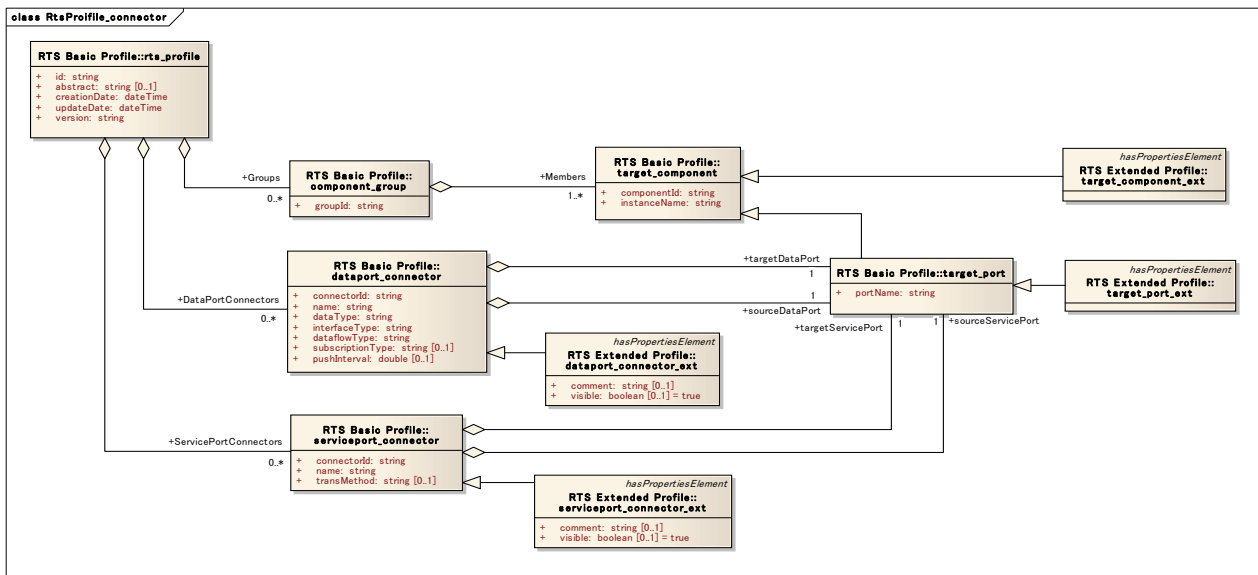 class RtsProifile_connector
RTS Basic Profile::rts_profile
+ id: string
+ abstract: string [0..1]
+ creationDate: dateTime
+ updateDate: dateTime
+ version: string
+Groups
0..*
RTS Basic Profile::
component_group
+ groupId: string
+Members
1..*
RTS Basic Profile::
target_component
+ componentId: string
+ instanceName: string
hasPropertiesElement
RTS Extended Profile::
target_component_ext
+DataPortConnectors
0..*
RTS Basic Profile::
dataport_connector
+ connectorId: string
+ name: string
+ dataType: string
+ interfaceType: string
+ dataflowType: string
+ subscriptionType: string [0..1]
+ pushInterval: double [0..1]
+targetDataPort
1
1
+sourceDataPort
+targetServicePort
1
1
+sourceServicePort
RTS Basic Profile::target_port
+ portName: string
hasPropertiesElement
RTS Extended Profile::
target_port_ext
hasPropertiesElement
RTS Extended Profile::
dataport_connector_ext
+ comment: string [0..1]
+ visible: boolean [0..1] = true
+ServicePortConnectors
0..*
RTS Basic Profile::
serviceport_connector
+ connectorId: string
+ name: string
+ transMethod: string [0..1]
hasPropertiesElement
RTS Extended Profile::
serviceport_connector_ext
+ comment: string [0..1]
+ visible: boolean [0..1] = true